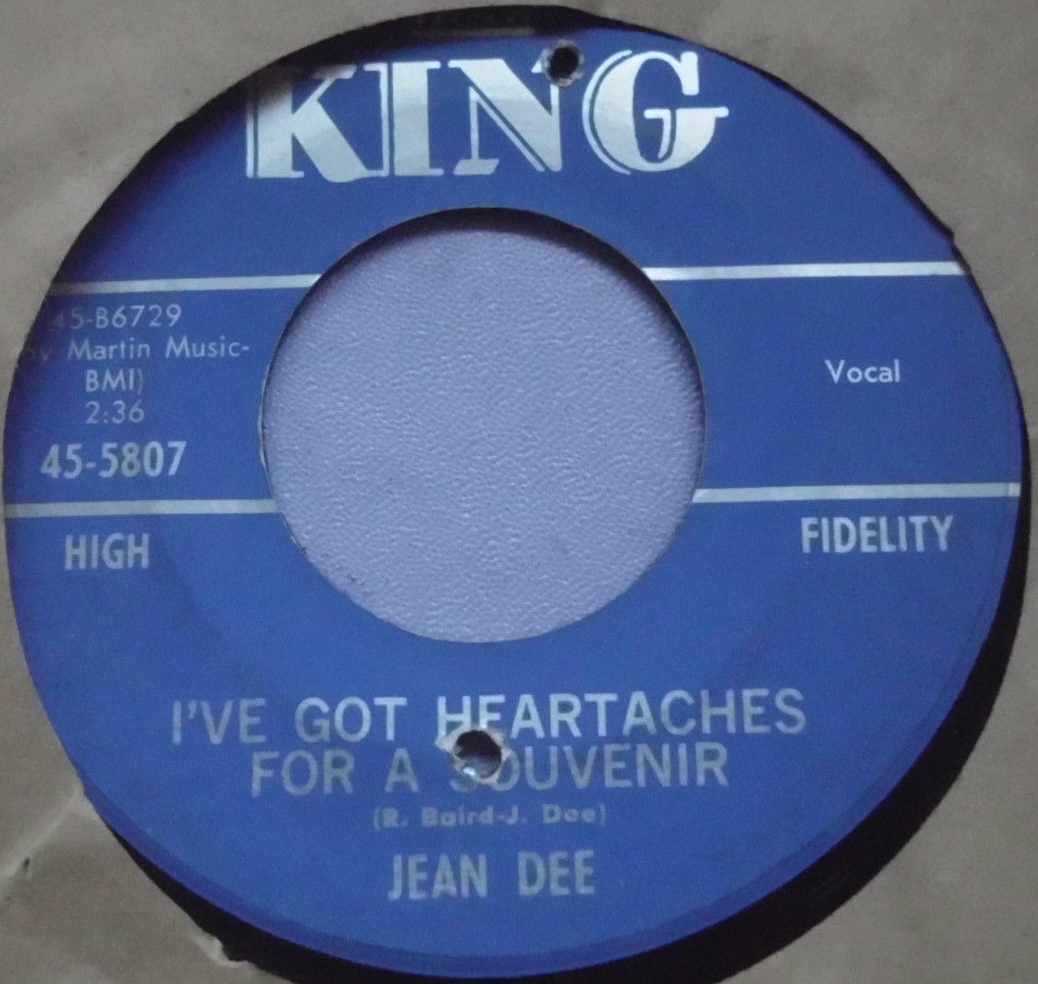 KING
45-B6729
Martin Music-
BMI)
2:36
45-5807
Vocal
HIGH
FIDELITY
I'VE GOT HEARTACHES
FOR A SOUVENIR
(R. Baird-J. Dee)
JEAN DEE